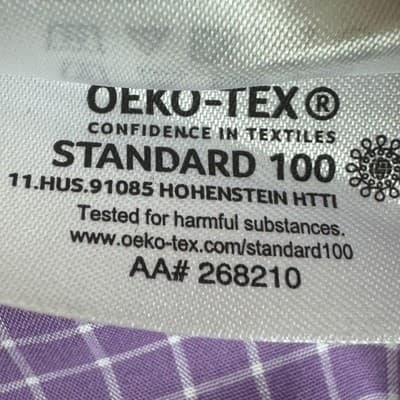 OEKO-TEX®
CONFIDENCE IN TEXTILES
STANDARD 100
11.HUS.91085 HOHENSTEIN HTTI
Tested for harmful substances.
www.oeko-tex.com/standard100
AA# 268210